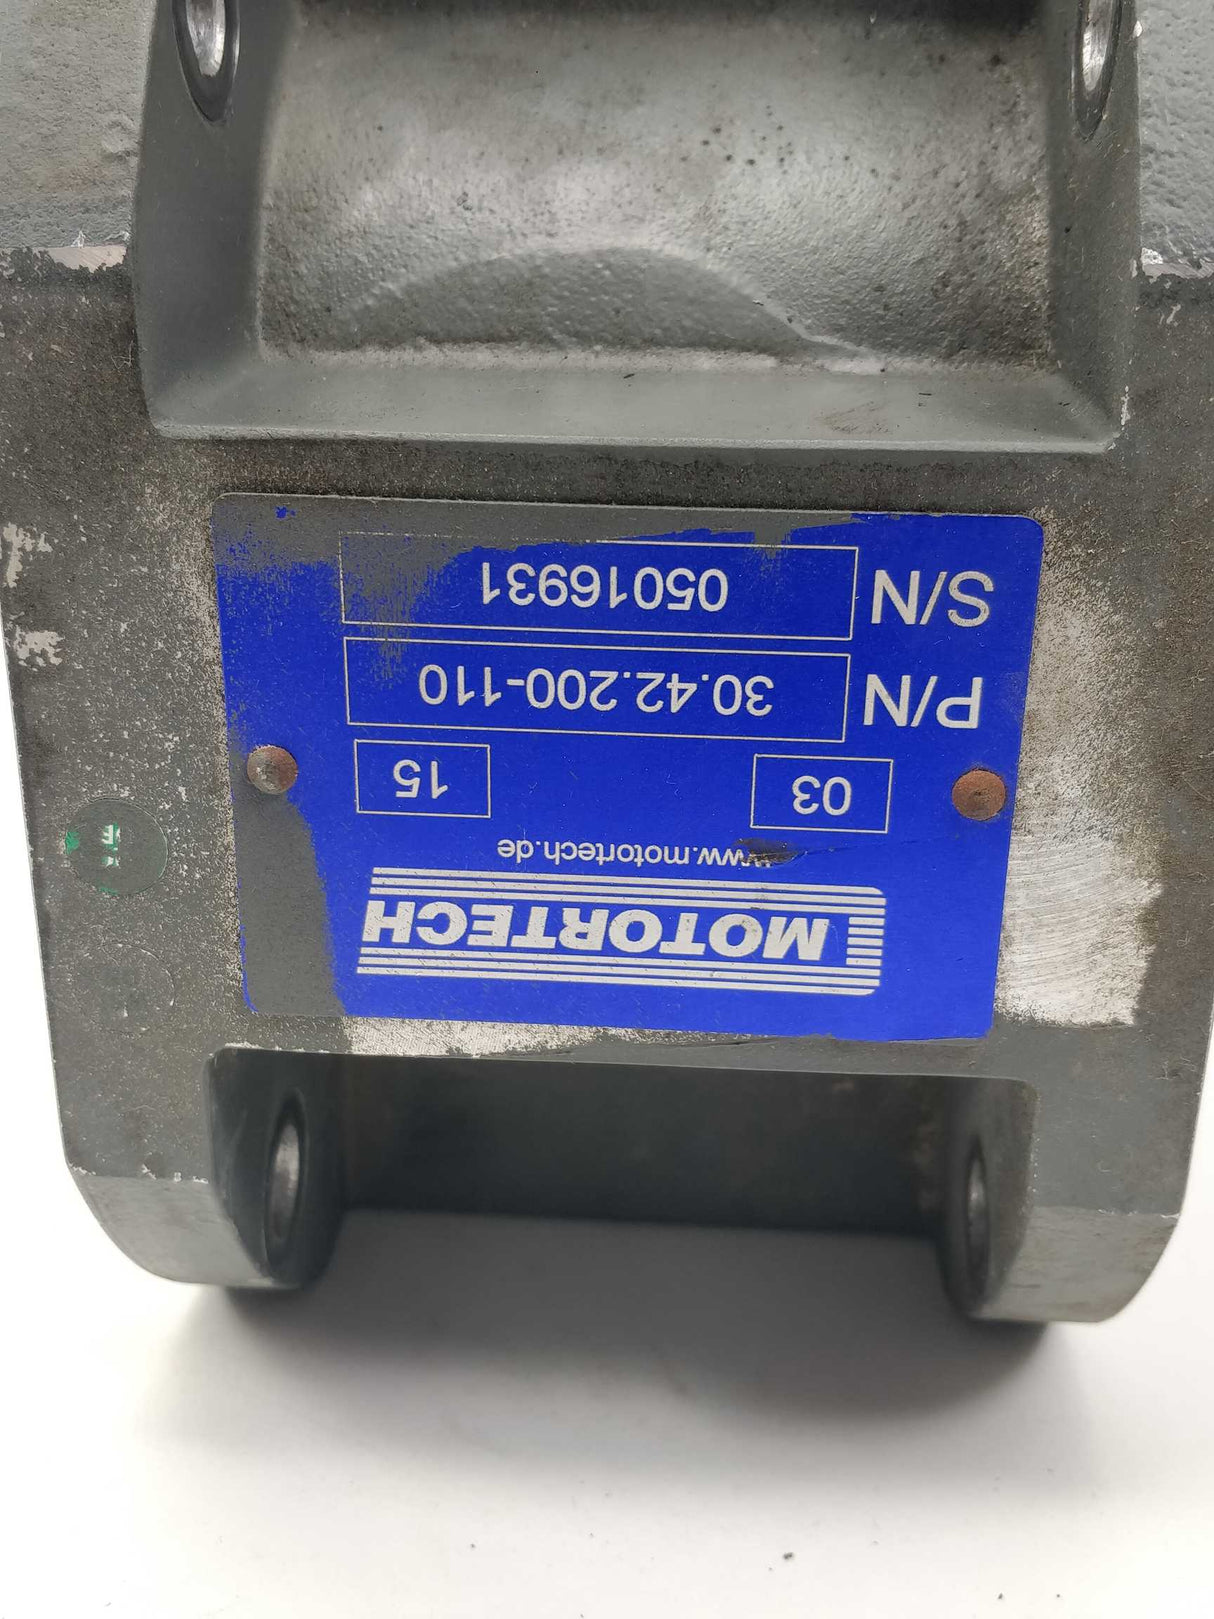 MOTORTECH
www.motortech.de
03 15
P/N 30.42.200-110
S/N 05016931